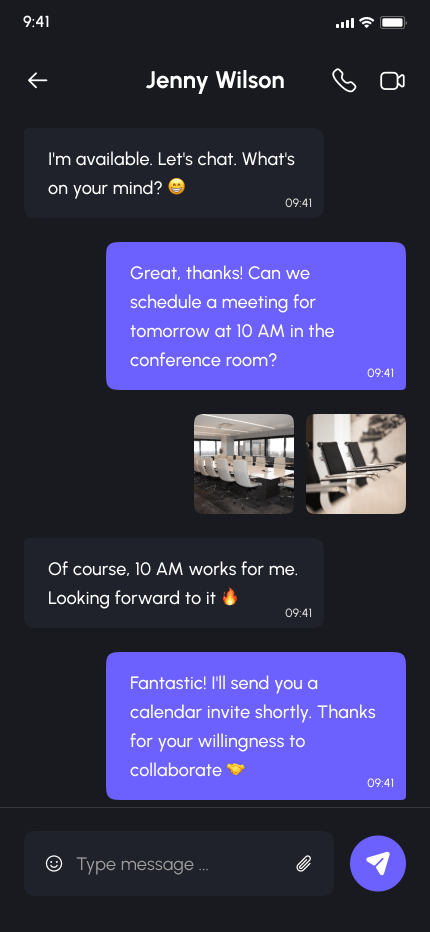 9:41
Jenny Wilson
I'm available. Let's chat. What's
on your mind? 😁
09:41
Great, thanks! Can we
schedule a meeting for
tomorrow at 10 AM in the
conference room?
09:41
Of course, 10 AM works for me.
Looking forward to it 🔥
09:41
Fantastic! I'll send you a
calendar invite shortly. Thanks
for your willingness to
collaborate 🤝
09:41
Type message ...